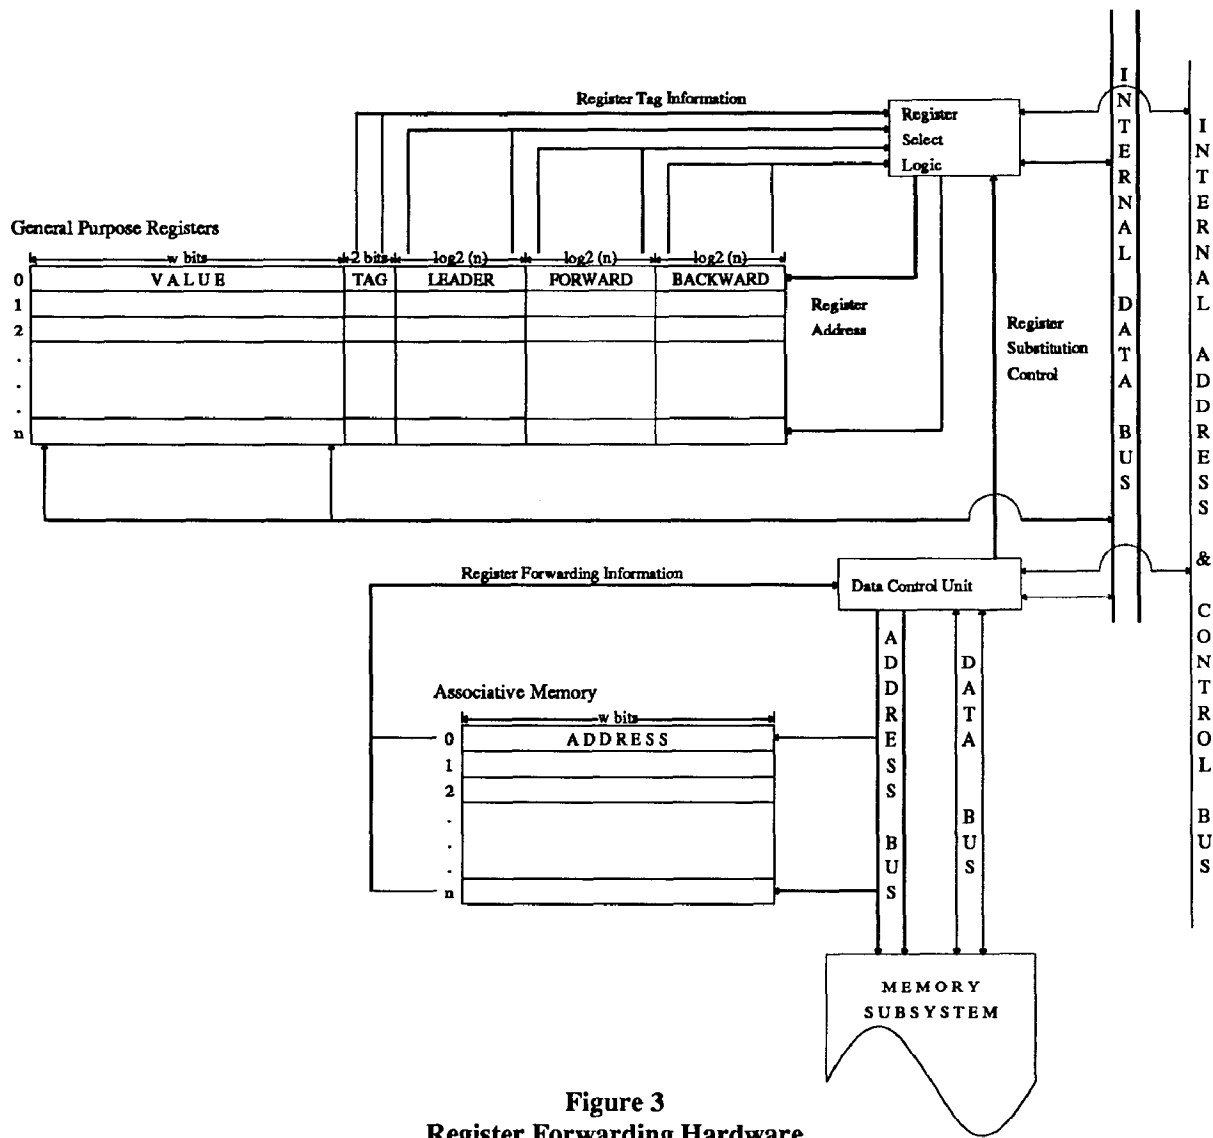 Register Tag Information
Register
Select
Logic
General Purpose Registers
w bits
2 bits
log2 (n)
log2 (n)
log2 (n)
VALUE
TAG
LEADER
FORWARD
BACKWARD
0
1
2
.
.
.
n
Register
Address
Register
Substitution
Control
INTERNAL DATA BUS
INTERNAL ADDRESS & CONTROL BUS
Register Forwarding Information
Data Control Unit
Associative Memory
w bits
ADDRESS
0
1
2
.
.
.
n
ADDRESS BUS
DATA BUS
MEMORY
SUBSYSTEM
Figure 3
Register Forwarding Hardware